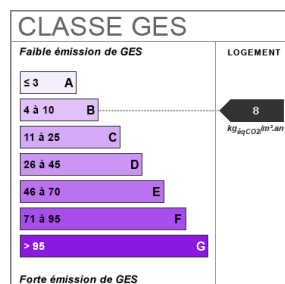 CLASSE GES
Faible émission de GES
LOGEMENT
≤ 3 A
4 à 10 B
8
kgéqCO2/m².an
11 à 25 C
26 à 45 D
46 à 70 E
71 à 95 F
> 95 G
Forte émission de GES